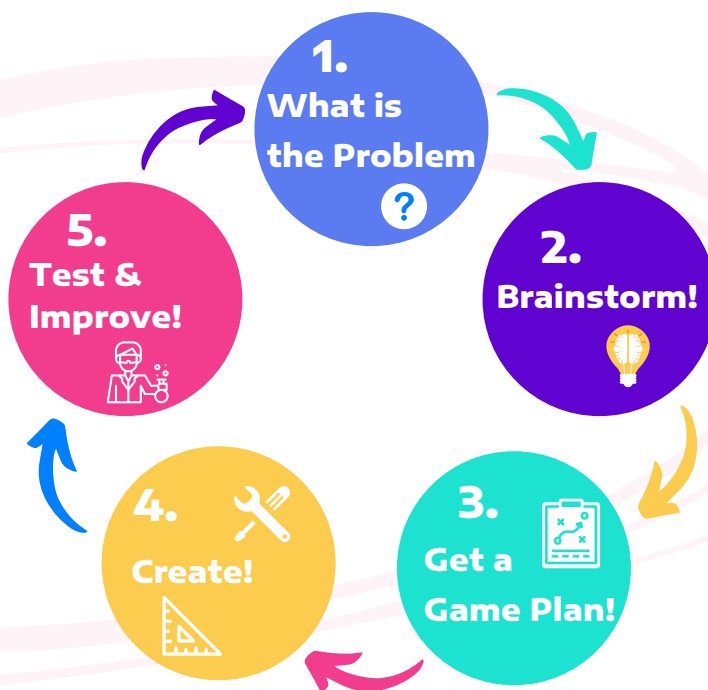 1.
What is
the Problem
?
2.
Brainstorm!
3.
Get a
Game Plan!
4.
Create!
5.
Test &
Improve!